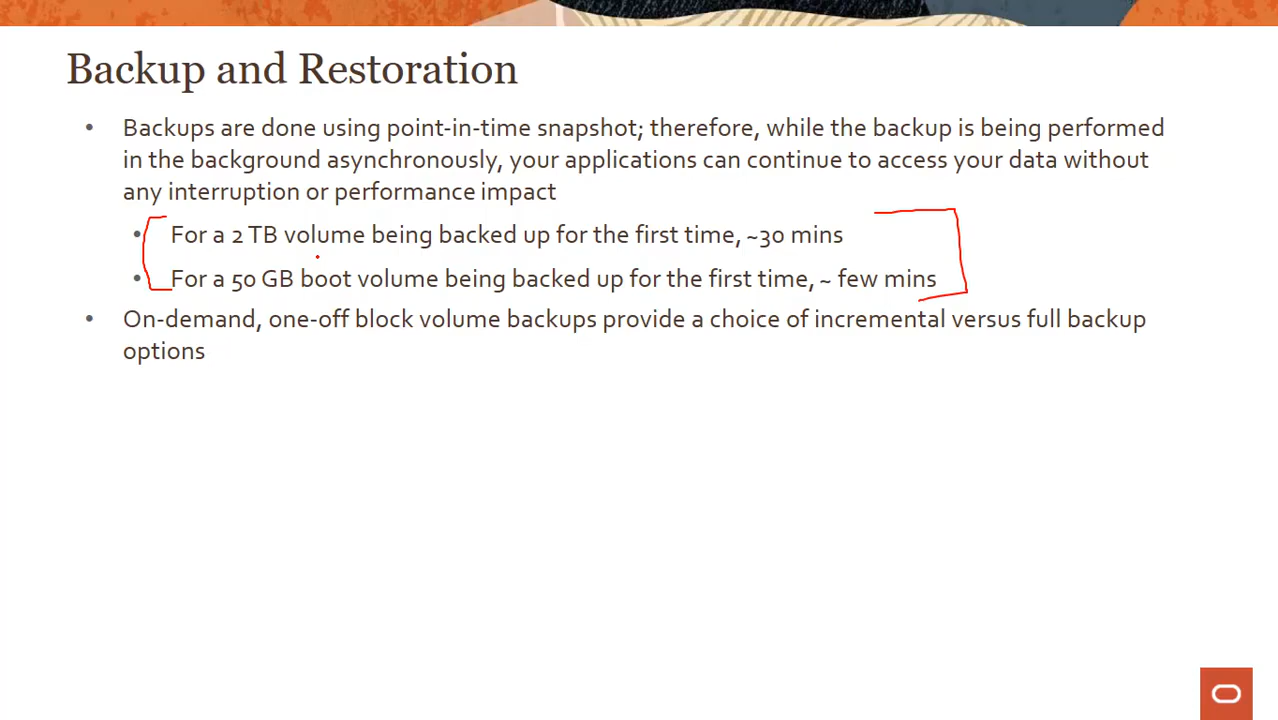 Backup and Restoration
• Backups are done using point-in-time snapshot; therefore, while the backup is being performed
in the background asynchronously, your applications can continue to access your data without
any interruption or performance impact
• For a 2 TB volume being backed up for the first time, ~30 mins
• For a 50 GB boot volume being backed up for the first time, ~ few mins
• On-demand, one-off block volume backups provide a choice of incremental versus full backup
options